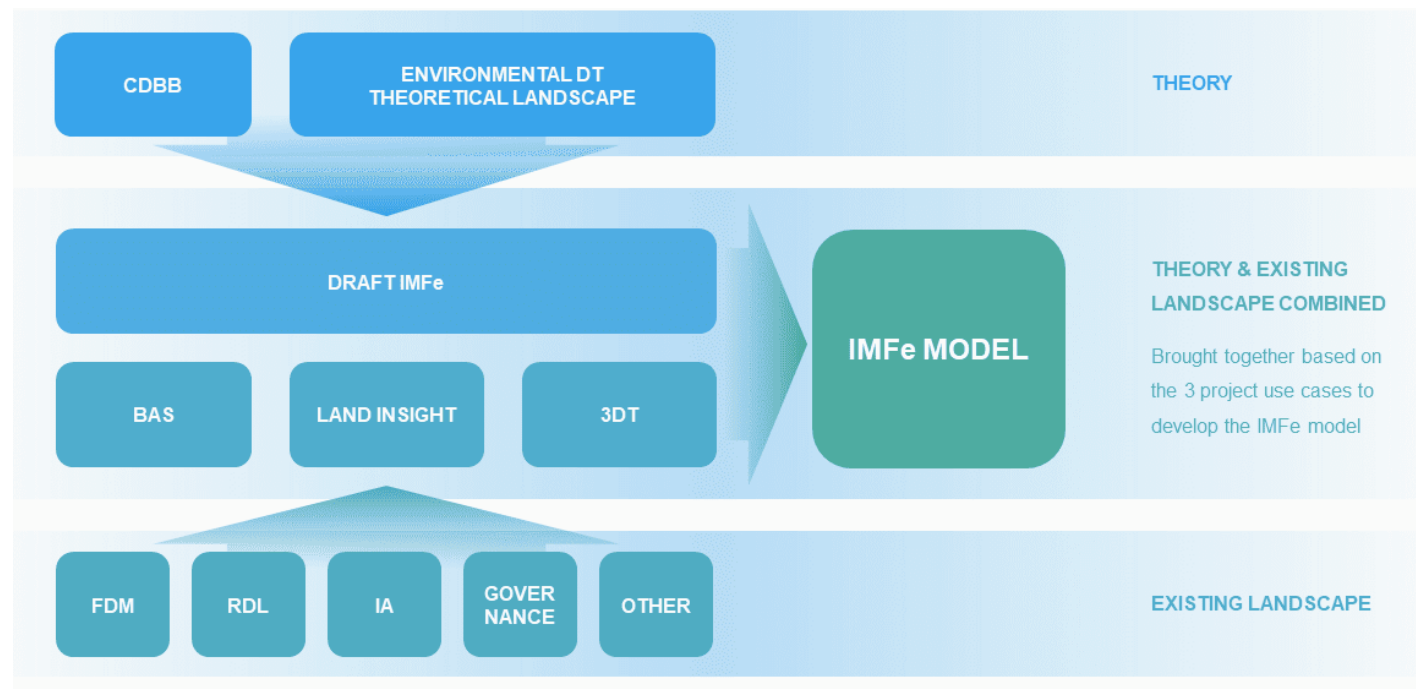 CDBB
ENVIRONMENTAL DT
THEORETICAL LANDSCAPE
THEORY
DRAFT IMFe
BAS
LAND INSIGHT
3DT
IMFe MODEL
THEORY & EXISTING
LANDSCAPE COMBINED
Brought together based on
the 3 project use cases to
develop the IMFe model
FDM
RDL
IA
GOVER
NANCE
OTHER
EXISTING LANDSCAPE